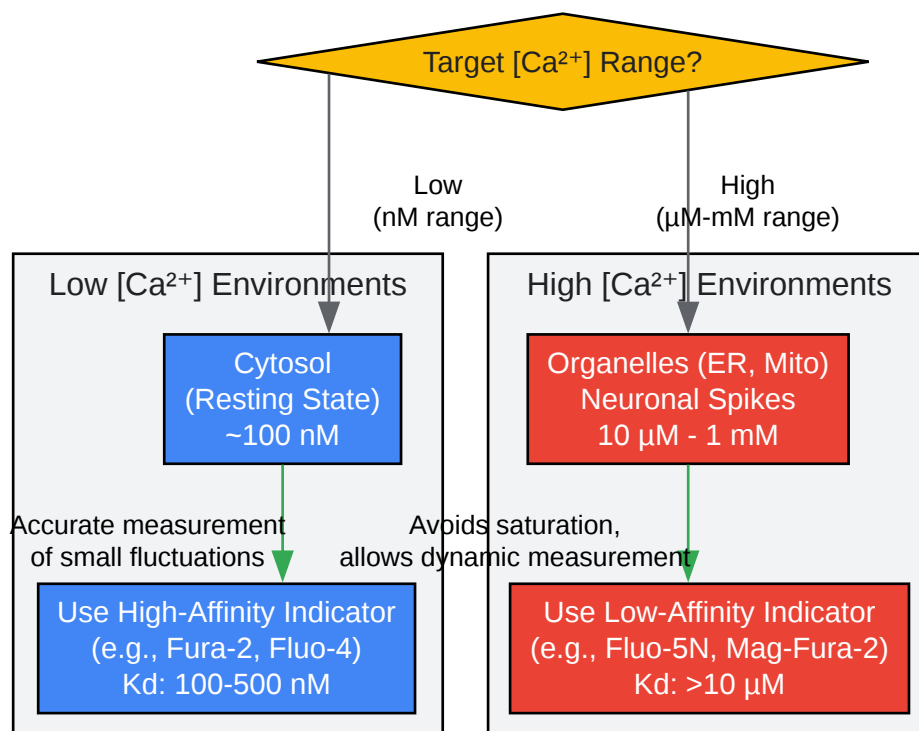 Target [Ca²⁺] Range?
Low
(nM range)
High
(µM-mM range)
Low [Ca²⁺] Environments
Cytosol
(Resting State)
~100 nM
Accurate measurement
of small fluctuations
Use High-Affinity Indicator
(e.g., Fura-2, Fluo-4)
Kd: 100-500 nM
High [Ca²⁺] Environments
Organelles (ER, Mito)
Neuronal Spikes
10 µM - 1 mM
Avoids saturation,
allows dynamic measurement
Use Low-Affinity Indicator
(e.g., Fluo-5N, Mag-Fura-2)
Kd: >10 µM